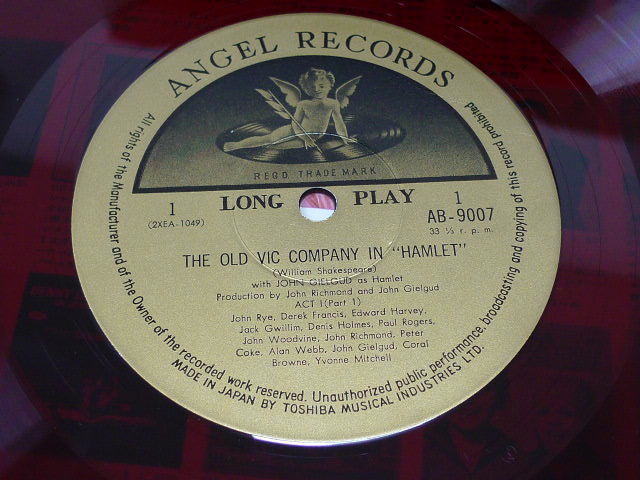 ANGEL RECORDS
REGD. TRADE MARK
1 LONG PLAY 1
(2XEA-1049) AB-9007
33 ⅓ r. p. m.
THE OLD VIC COMPANY IN "HAMLET"
(William Shakespeare)
with JOHN GIELGUD as Hamlet
Production by John Richmond and John Gielgud
ACT 1(Part 1)
John Rye, Derek Francis, Edward Harvey,
Jack Gwillim, Denis Holmes, Paul Rogers,
John Woodvine, John Richmond, Peter
Coke, Alan Webb, John Gielgud, Coral
Browne, Yvonne Mitchell
All rights of the Manufacturer and of the Owner of the recorded work reserved. Unauthorized public performance, broadcasting and copying of this record prohibited
MADE IN JAPAN BY TOSHIBA MUSICAL INDUSTRIES LTD.